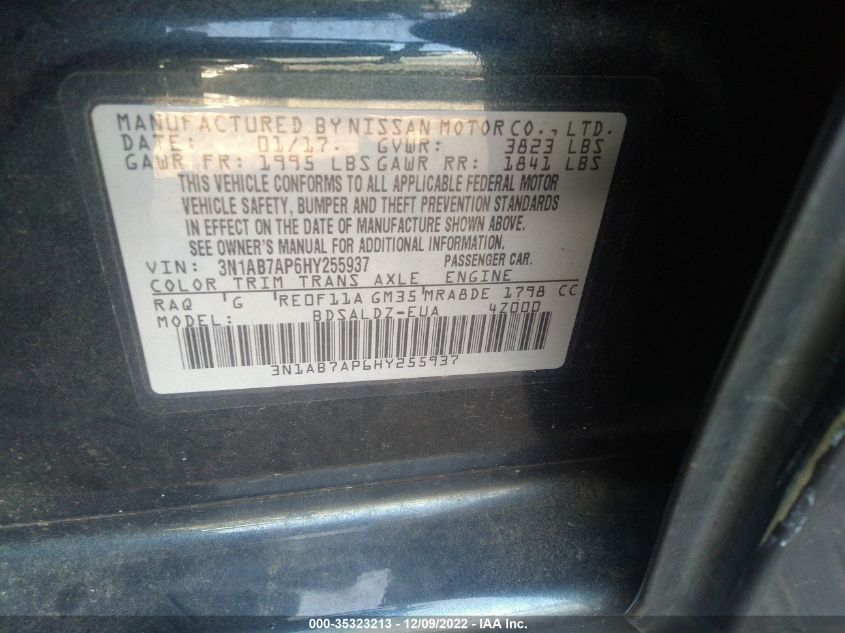 MANUFACTURED BY NISSAN MOTOR CO., LTD.
DATE: 01/17. GVWR: 3823 LBS
GAWR FR: 1995 LBS GAWR RR: 1841 LBS
THIS VEHICLE CONFORMS TO ALL APPLICABLE FEDERAL MOTOR
VEHICLE SAFETY, BUMPER AND THEFT PREVENTION STANDARDS
IN EFFECT ON THE DATE OF MANUFACTURE SHOWN ABOVE.
SEE OWNER'S MANUAL FOR ADDITIONAL INFORMATION.
VIN: 3N1AB7AP6HY255937 PASSENGER CAR.
COLOR TRIM TRANS AXLE ENGINE
RAQ G RE0F11A GM35 MRA8DE 1798 CC
MODEL: BDSALDZ-EUA 4Z000
3N1AB7AP6HY255937
000-35323213 - 12/09/2022 - IAA Inc.